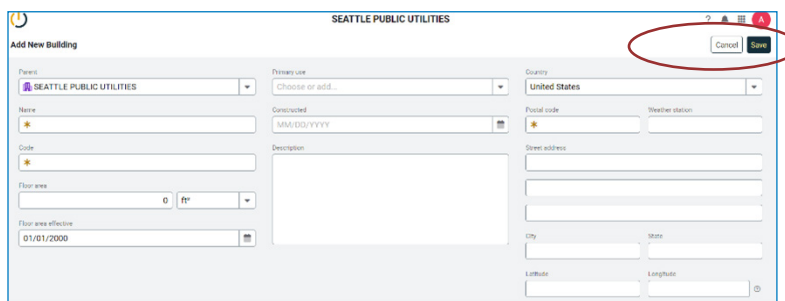 SEATTLE PUBLIC UTILITIES
? A
Add New Building
Cancel Save
Parent
SEATTLE PUBLIC UTILITIES
Name
*
Code
*
Floor area
0 ft²
Floor area effective
01/01/2000
Primary use
Choose or add...
Constructed
MM/DD/YYYY
Description
Country
United States
Postal code Weather station
*
Street address
City State
Latitude Longitude